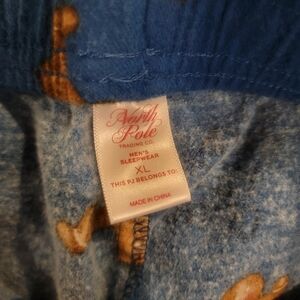 North
Pole
TRADING CO.
MEN'S
SLEEPWEAR
XL
THIS PJ BELONGS TO:
MADE IN CHINA